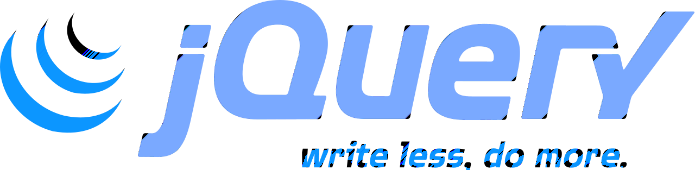 jQuery
write less, do more.